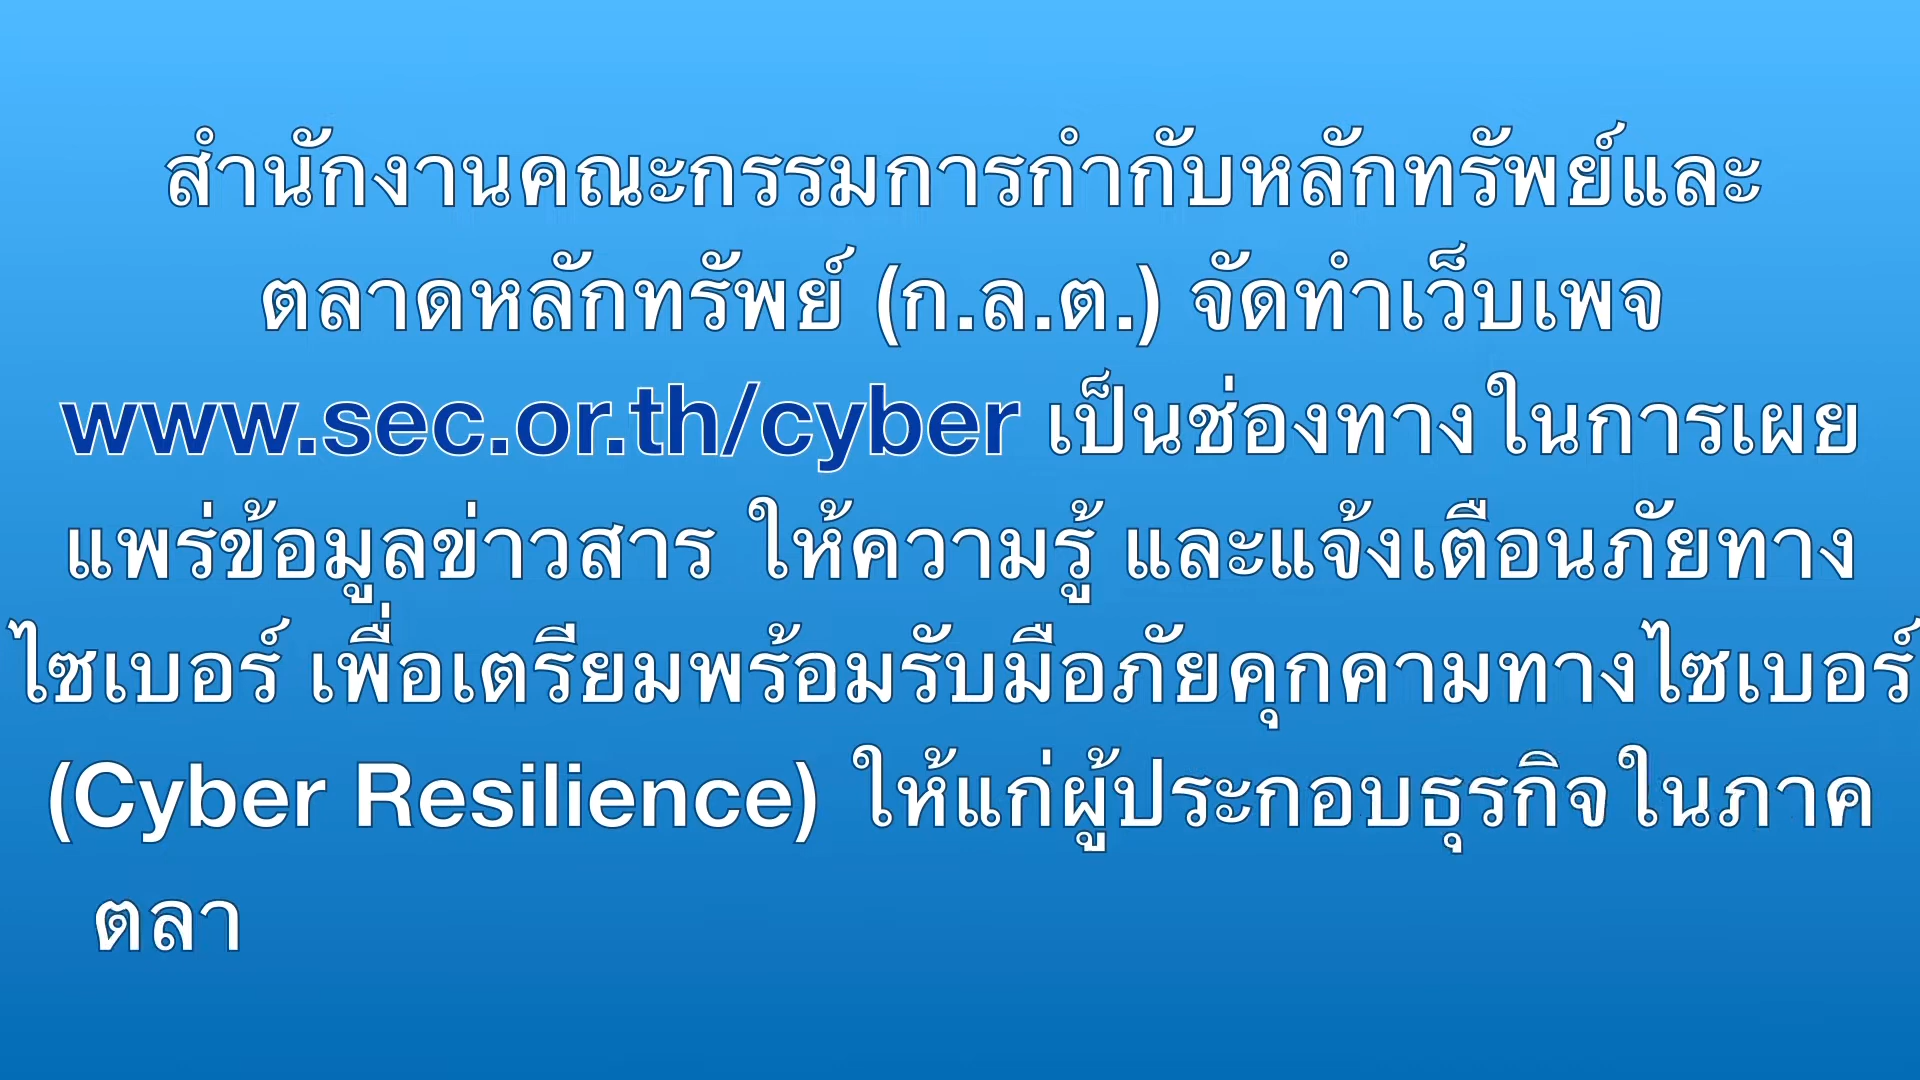 สำนักงานคณะกรรมการกำกับหลักทรัพย์และ
ตลาดหลักทรัพย์ (ก.ล.ต.) จัดทำเว็บเพจ
www.sec.or.th/cyber เป็นช่องทางในการเผย
แพร่ข้อมูลข่าวสาร ให้ความรู้ และแจ้งเตือนภัยทาง
ไซเบอร์ เพื่อเตรียมพร้อมรับมือภัยคุกคามทางไซเบอร์
(Cyber Resilience) ให้แก่ผู้ประกอบธุรกิจในภาค
ตลา